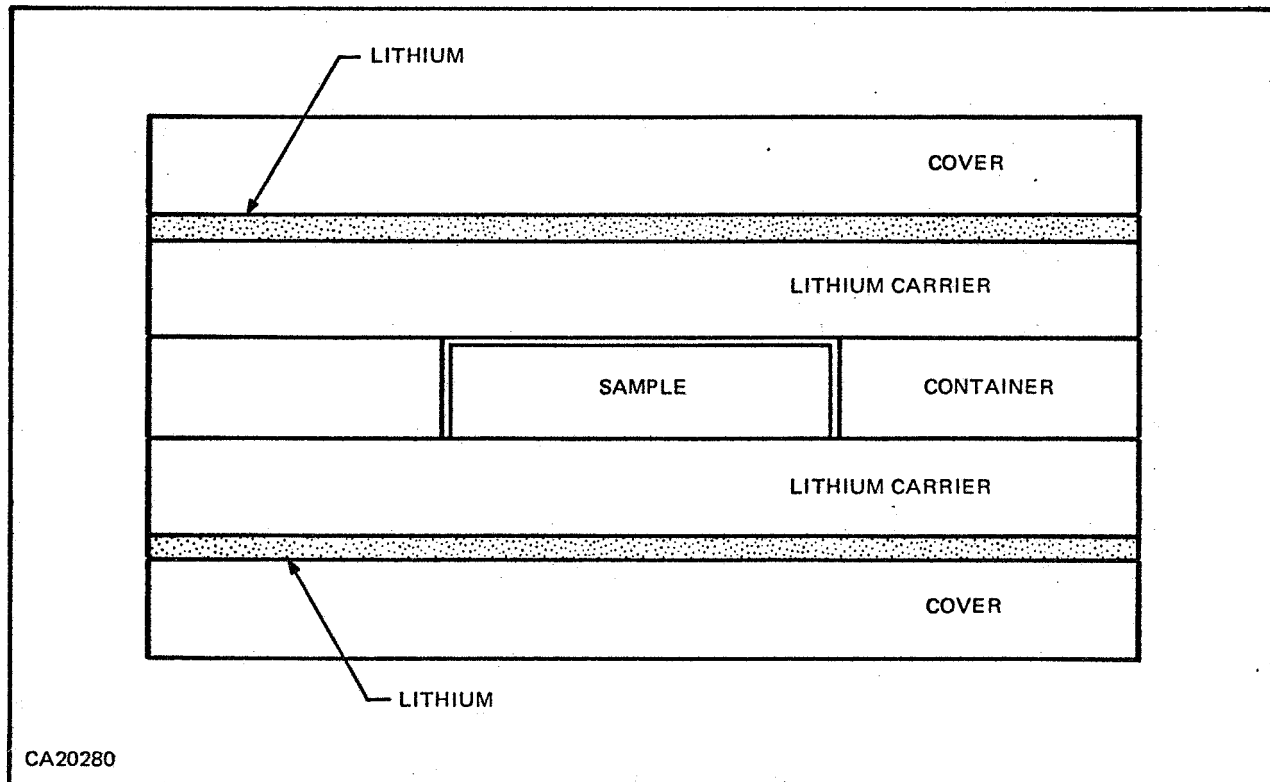 LITHIUM
COVER
LITHIUM CARRIER
SAMPLE
CONTAINER
LITHIUM CARRIER
COVER
LITHIUM
CA20280